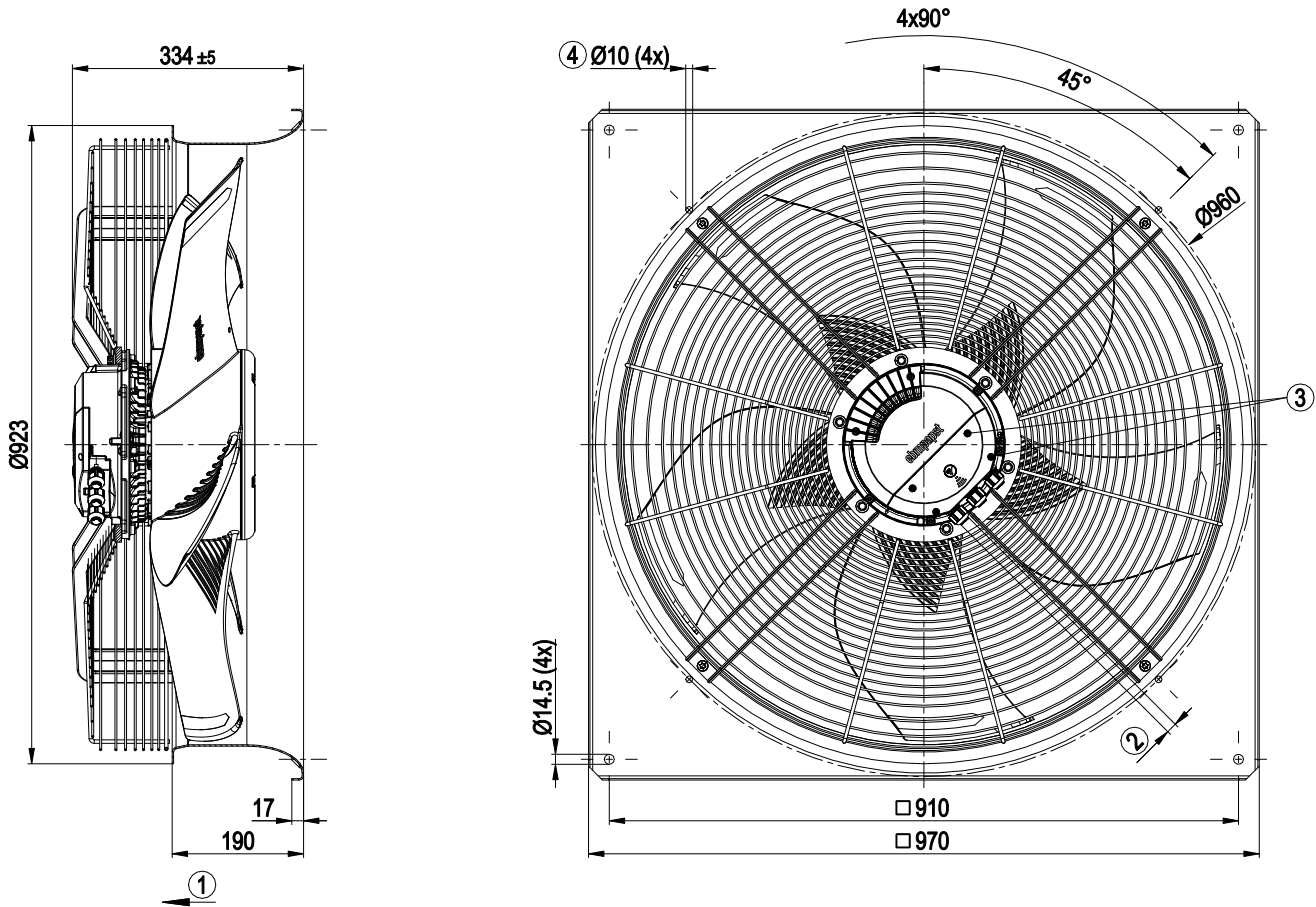 4x90°
④ Ø10 (4x)
334 ±5
45°
Ø960
③
Ø923
ebmpapst
Ø14.5 (4x)
②
17
□ 910
190
□ 970
①